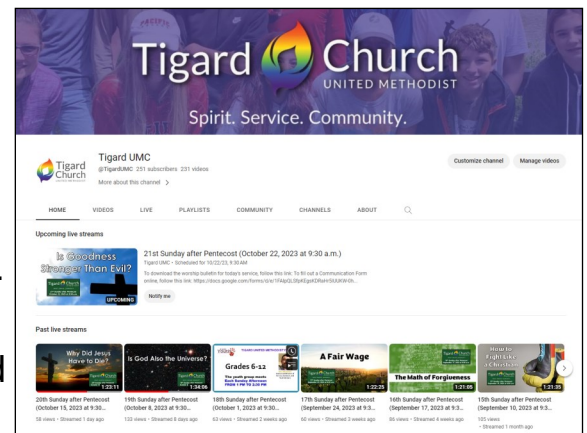 Tigard Church
UNITED METHODIST
Spirit. Service. Community.
Tigard
Church
Tigard UMC
@TigardUMC 251 subscribers 231 videos
More about this channel >
Customize channel
Manage videos
HOME VIDEOS LIVE PLAYLISTS COMMUNITY CHANNELS ABOUT
Upcoming live streams
Is Goodness
Stronger Than Evil?
UPCOMING
21st Sunday after Pentecost (October 22, 2023 at 9:30 a.m.)
Tigard UMC • Scheduled for 10/22/23, 9:30 AM
To download the worship bulletin for today's service, follow this link: To fill out a Communication Form
Notify me
Past live streams
Why Did Jesus
Have to Die?
1:23:11
20th Sunday after Pentecost
(October 15, 2023 at 9:30...
58 views • Streamed 1 day ago
Is God Also the Universe?
1:34:06
19th Sunday after Pentecost
(October 8, 2023 at 9:30...
133 views • Streamed 8 days ago
Grades 6-12
18th Sunday after Pentecost
(October 1, 2023 at 9:30...
63 views • Streamed 2 weeks ago
A Fair Wage
1:22:25
17th Sunday after Pentecost
(September 24, 2023 at 9:3...
60 views • Streamed 2 weeks ago
The Math of Forgiveness
1:21:05
16th Sunday after Pentecost
(September 17, 2023 at 9:3...
86 views • Streamed 4 weeks ago
How to
Fight Like
a Christian
1:21:35
15th Sunday after Pentecost
(September 10, 2023 at 9:3...
105 views
• Streamed 1 month ago